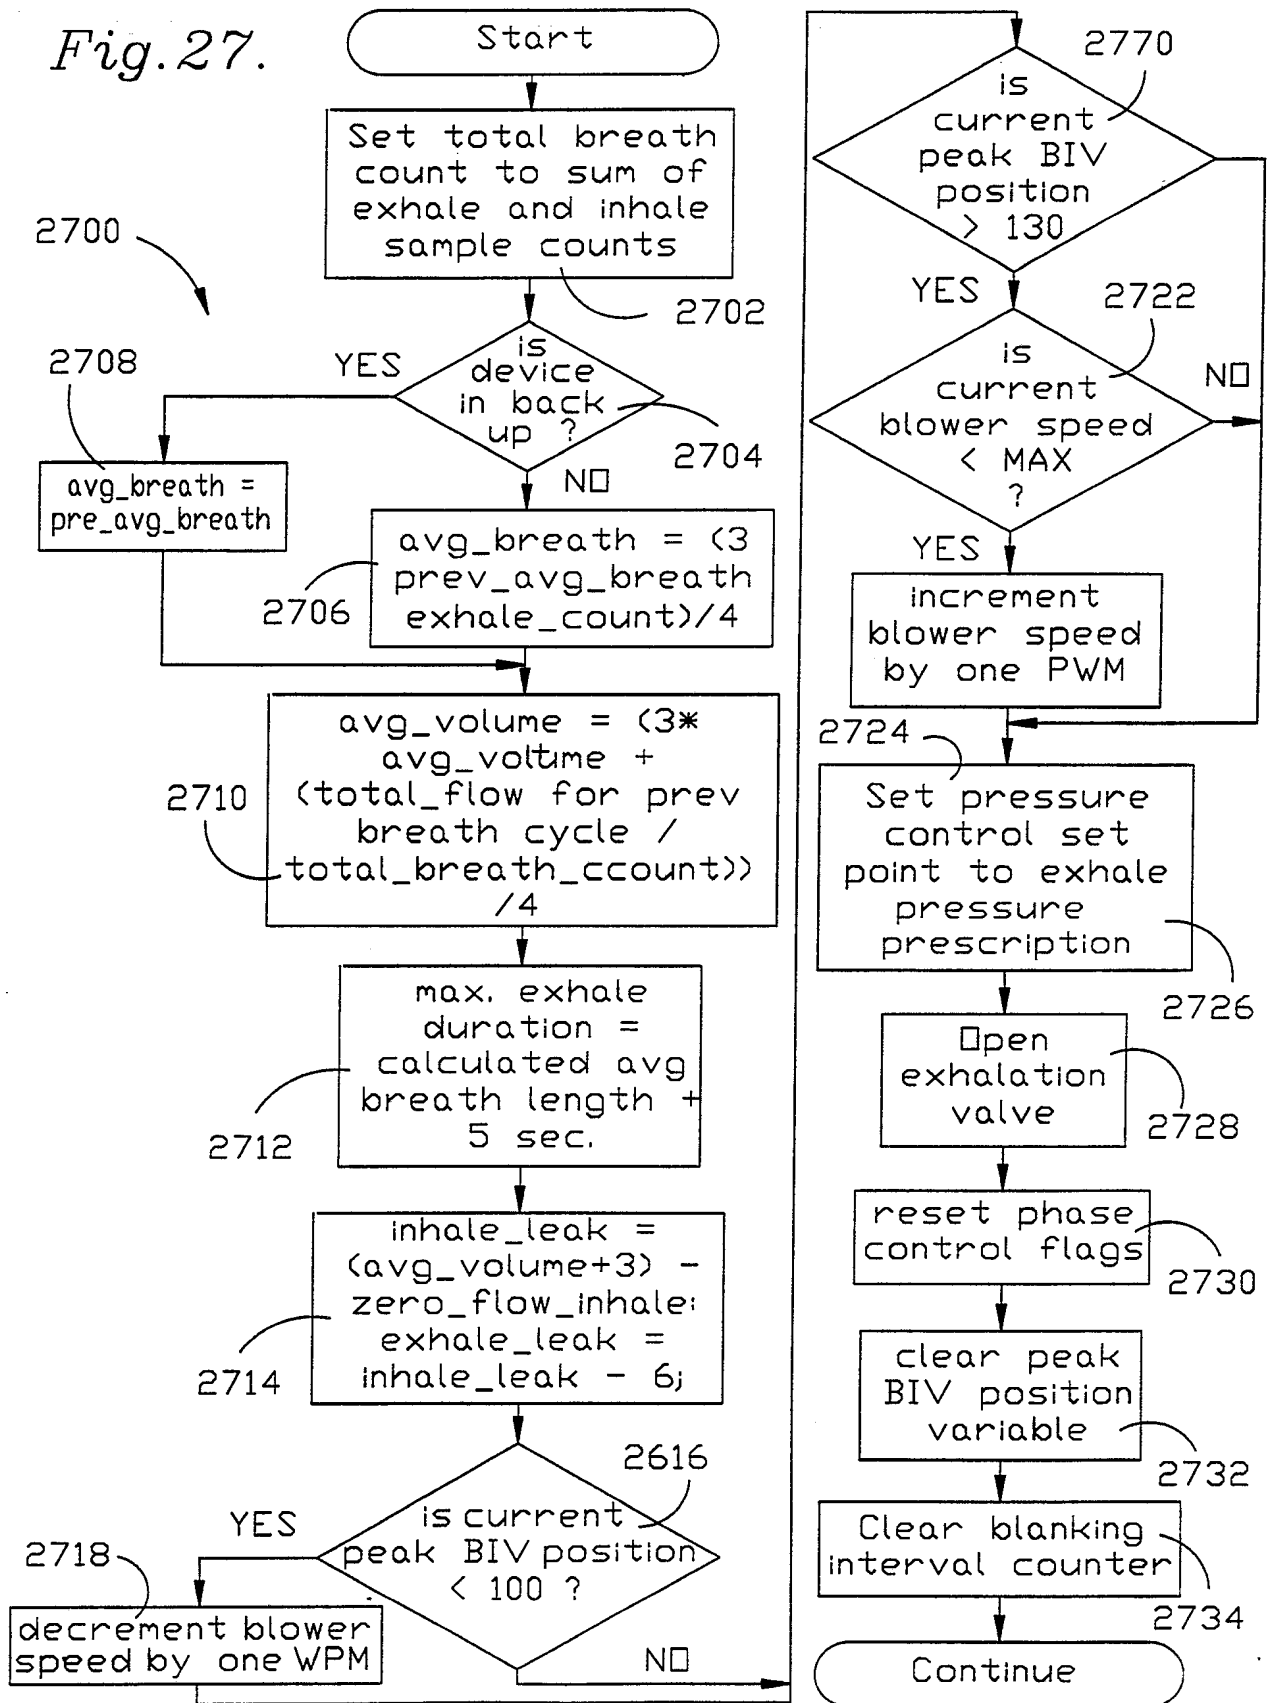 Fig.27.
Start
Set total breath
count to sum of
exhale and inhale
sample counts
2700
2702
is
device
in back
up ?
YES
2708
2704
NO
avg_breath =
pre_avg_breath
avg_breath = (3
prev_avg_breath
exhale_count)/4
2706
avg_volume = (3*
avg_voltime +
(total_flow for prev
breath cycle /
total_breath_ccount))
/4
2710
max. exhale
duration =
calculated avg
breath length +
5 sec.
2712
inhale_leak =
(avg_volume+3) -
zero_flow_inhale:
exhale_leak =
inhale_leak - 6;
2714
2616
is current
peak BIV position
< 100 ?
YES
2718
decrement blower
speed by one WPM
NO
2770
is
current
peak BIV
position
> 130
YES
2722
is
current
blower speed
< MAX
?
NO
YES
increment
blower speed
by one PWM
2724
Set pressure
control set
point to exhale
pressure
prescription
2726
Open
exhalation
valve
2728
reset phase
control flags
2730
clear peak
BIV position
variable
2732
Clear blanking
interval counter
2734
Continue